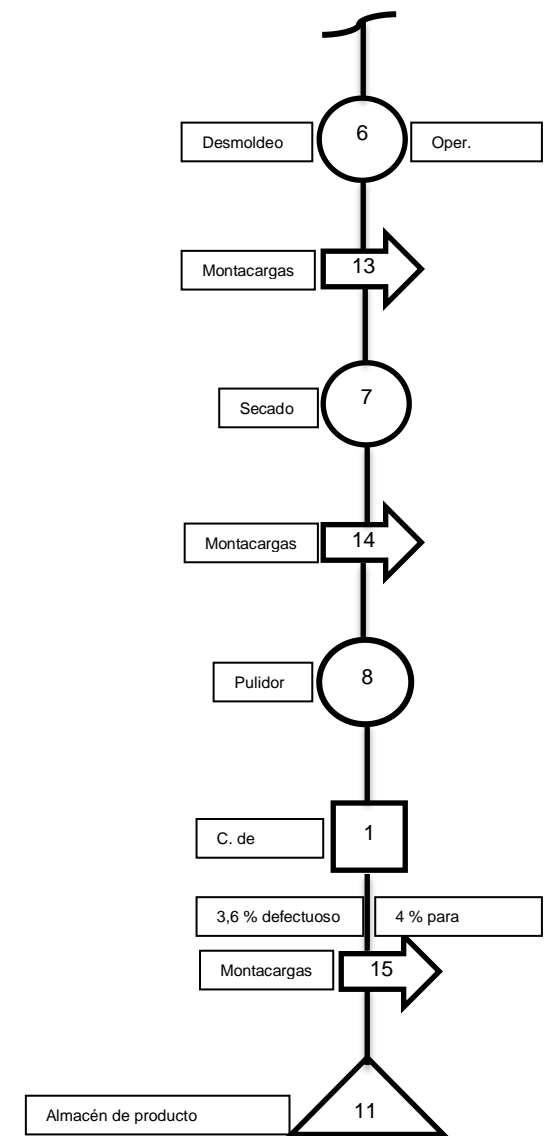 Desmoldeo
6
Oper.
Montacargas
13
Secado
7
Montacargas
14
Pulidor
8
C. de
1
3,6 % defectuoso
4 % para
Montacargas
15
Almacén de producto
11